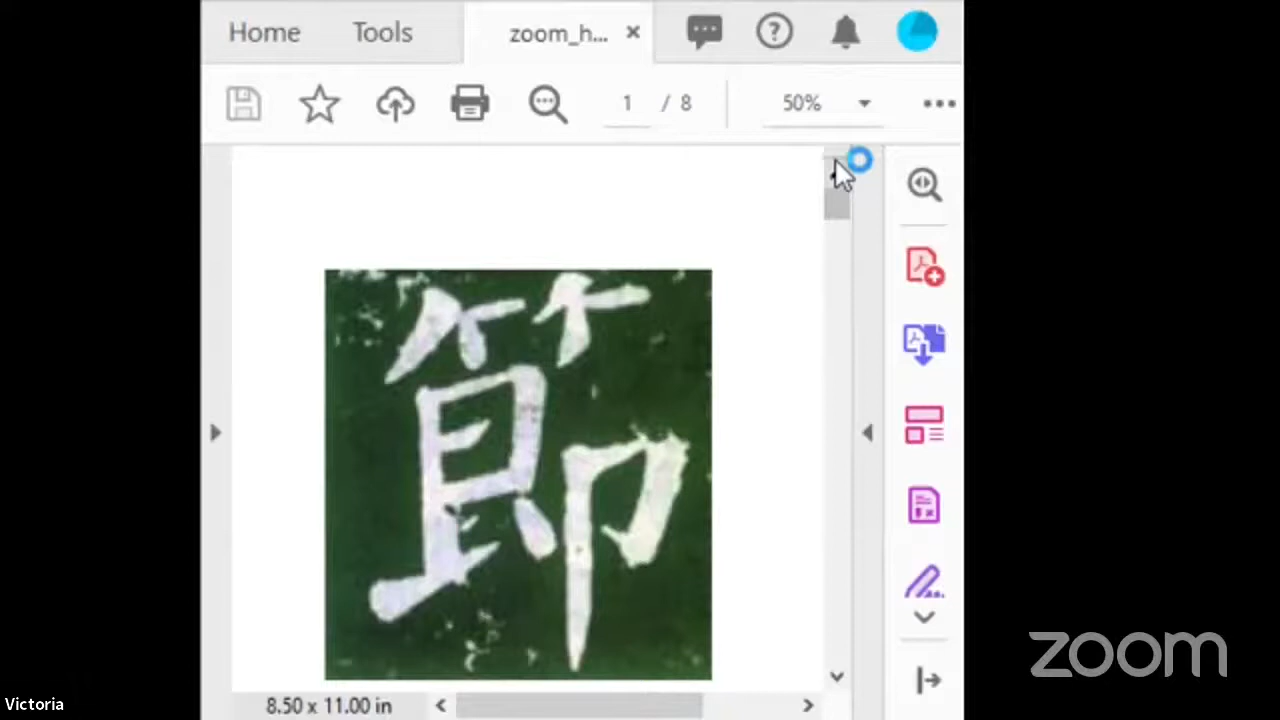 Home Tools zoom_h... ×
1 / 8 50%
節
8.50 x 11.00 in
Victoria
zoom